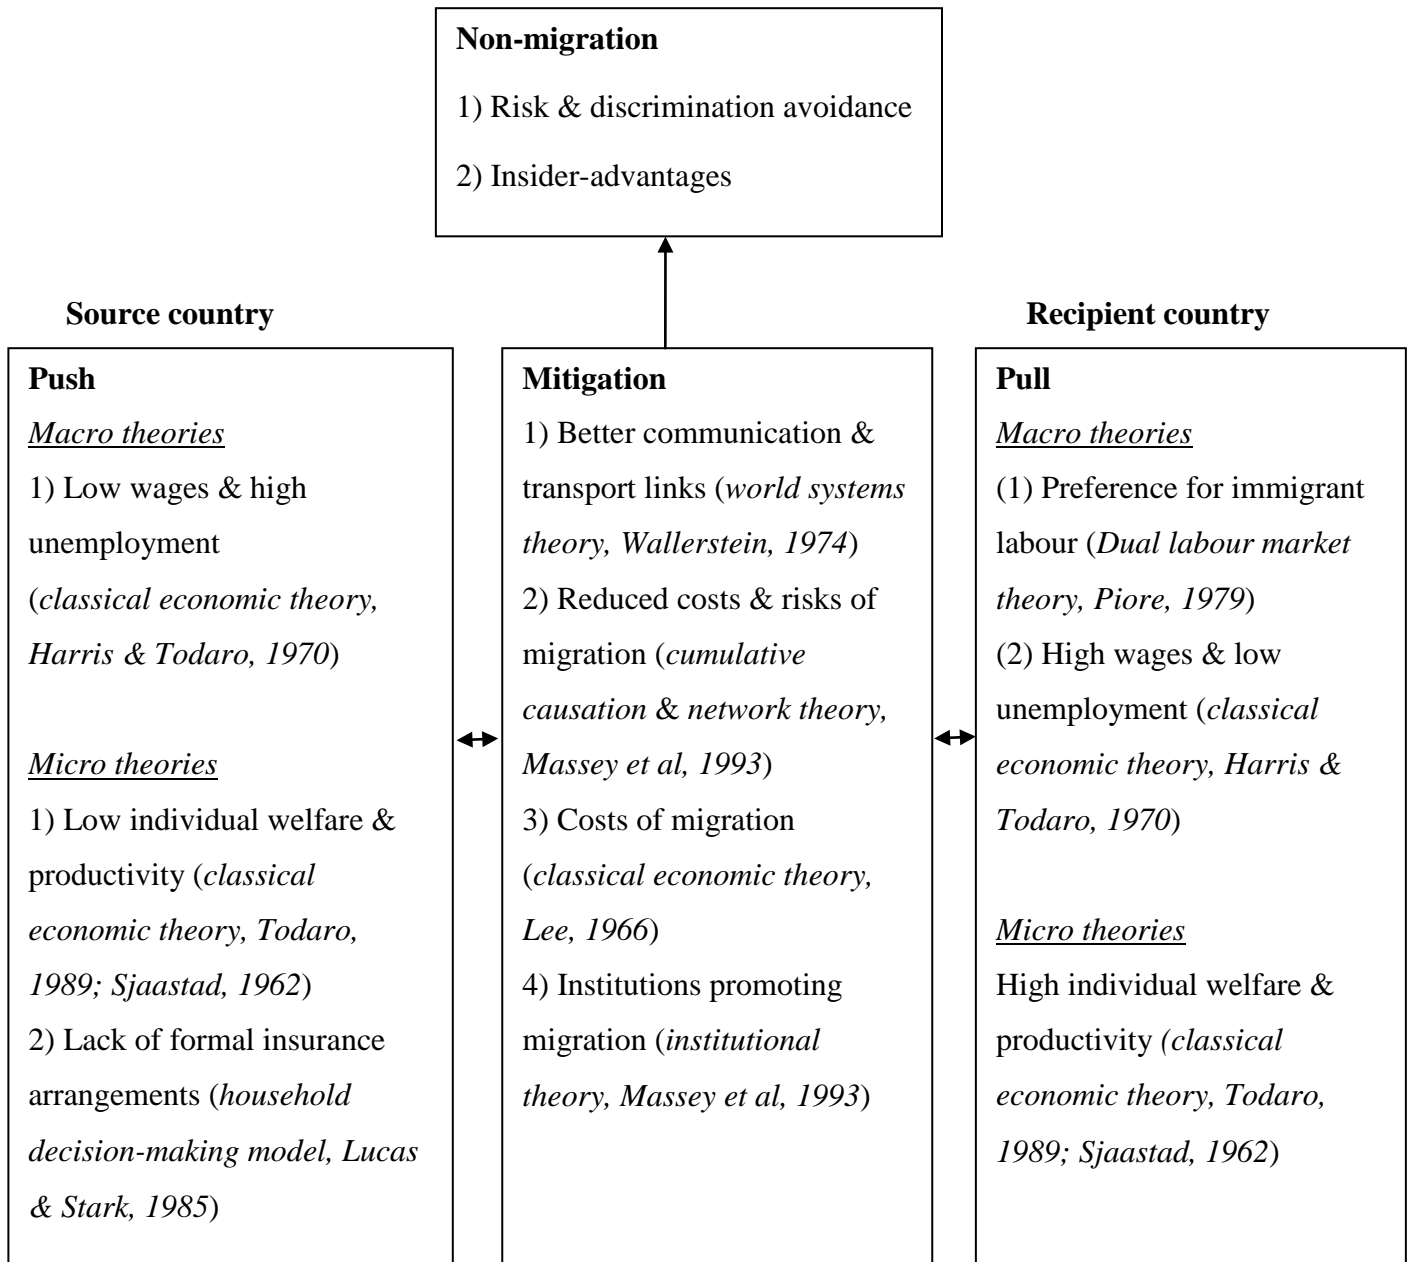 Non-migration
1) Risk & discrimination avoidance
2) Insider-advantages
Source country
Recipient country
Push
Macro theories
1) Low wages & high
unemployment
(classical economic theory,
Harris & Todaro, 1970)
Micro theories
1) Low individual welfare &
productivity (classical
economic theory, Todaro,
1989; Sjaastad, 1962)
2) Lack of formal insurance
arrangements (household
decision-making model, Lucas
& Stark, 1985)
Mitigation
1) Better communication &
transport links (world systems
theory, Wallerstein, 1974)
2) Reduced costs & risks of
migration (cumulative
causation & network theory,
Massey et al, 1993)
3) Costs of migration
(classical economic theory,
Lee, 1966)
4) Institutions promoting
migration (institutional
theory, Massey et al, 1993)
Pull
Macro theories
(1) Preference for immigrant
labour (Dual labour market
theory, Piore, 1979)
(2) High wages & low
unemployment (classical
economic theory, Harris &
Todaro, 1970)
Micro theories
High individual welfare &
productivity (classical
economic theory, Todaro,
1989; Sjaastad, 1962)